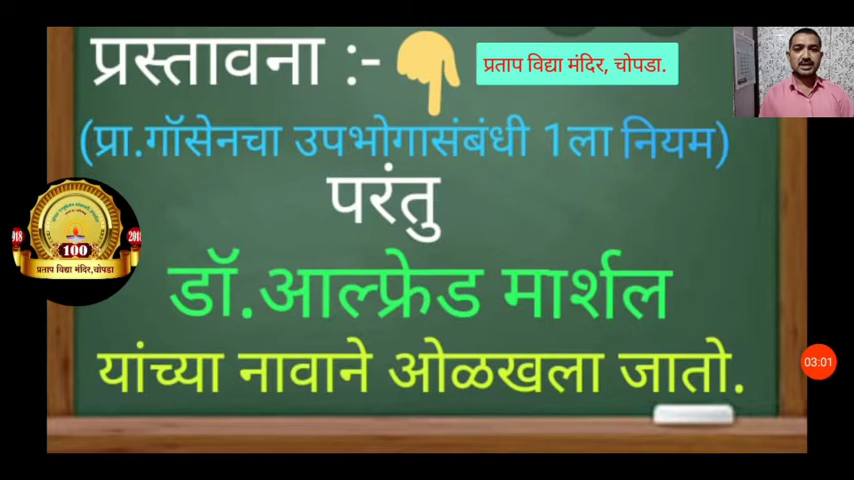 प्रस्तावना :-
प्रताप विद्या मंदिर, चोपडा.
(प्रा.गॉसेनचा उपभोगासंबंधी 1ला नियम)
परंतु
डॉ.आल्फ्रेड मार्शल
यांच्या नावाने ओळखला जातो.
100
प्रताप विद्या मंदिर,चोपडा
03:01